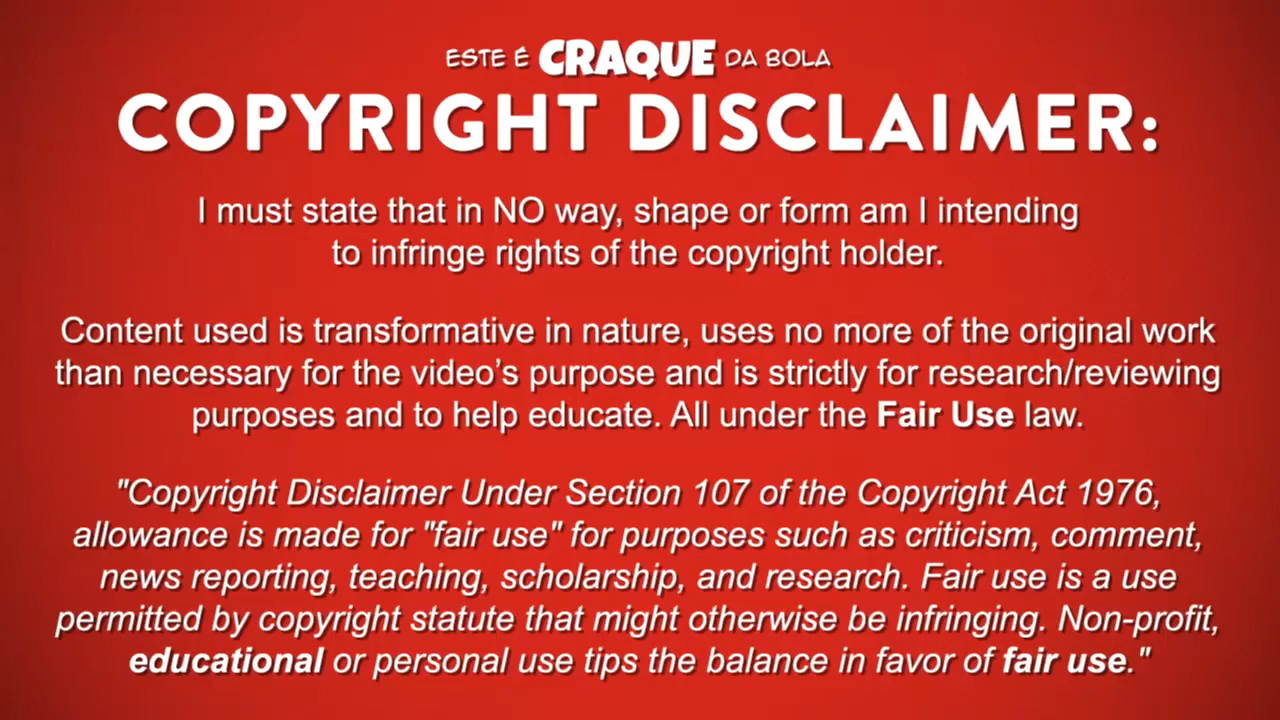 ESTE É CRAQUE DA BOLA
COPYRIGHT DISCLAIMER:
I must state that in NO way, shape or form am I intending
to infringe rights of the copyright holder.
Content used is transformative in nature, uses no more of the original work
than necessary for the video’s purpose and is strictly for research/reviewing
purposes and to help educate. All under the Fair Use law.
"Copyright Disclaimer Under Section 107 of the Copyright Act 1976,
allowance is made for "fair use" for purposes such as criticism, comment,
news reporting, teaching, scholarship, and research. Fair use is a use
permitted by copyright statute that might otherwise be infringing. Non-profit,
educational or personal use tips the balance in favor of fair use."